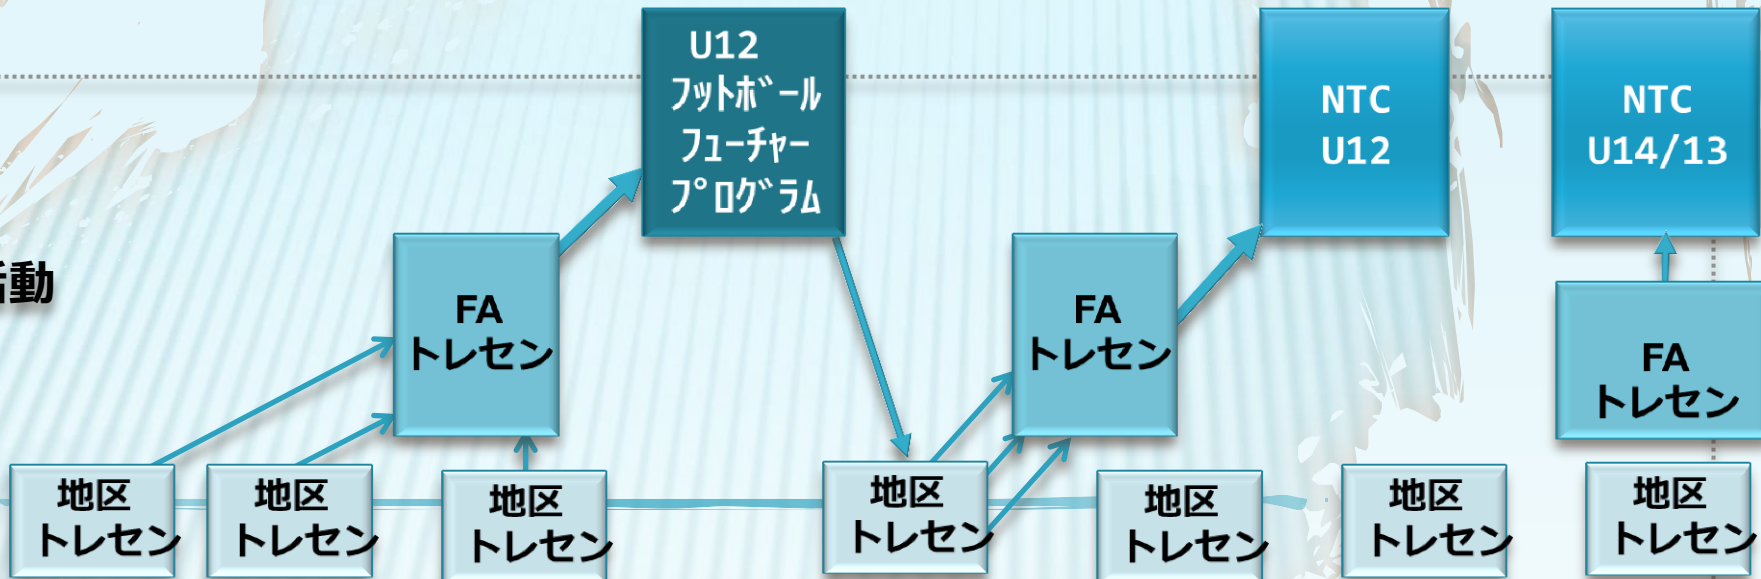 U12
フットボール
フューチャー
プログラム
NTC
U12
NTC
U14/13
活動
FA
トレセン
FA
トレセン
FA
トレセン
地区
トレセン
地区
トレセン
地区
トレセン
地区
トレセン
地区
トレセン
地区
トレセン
地区
トレセン